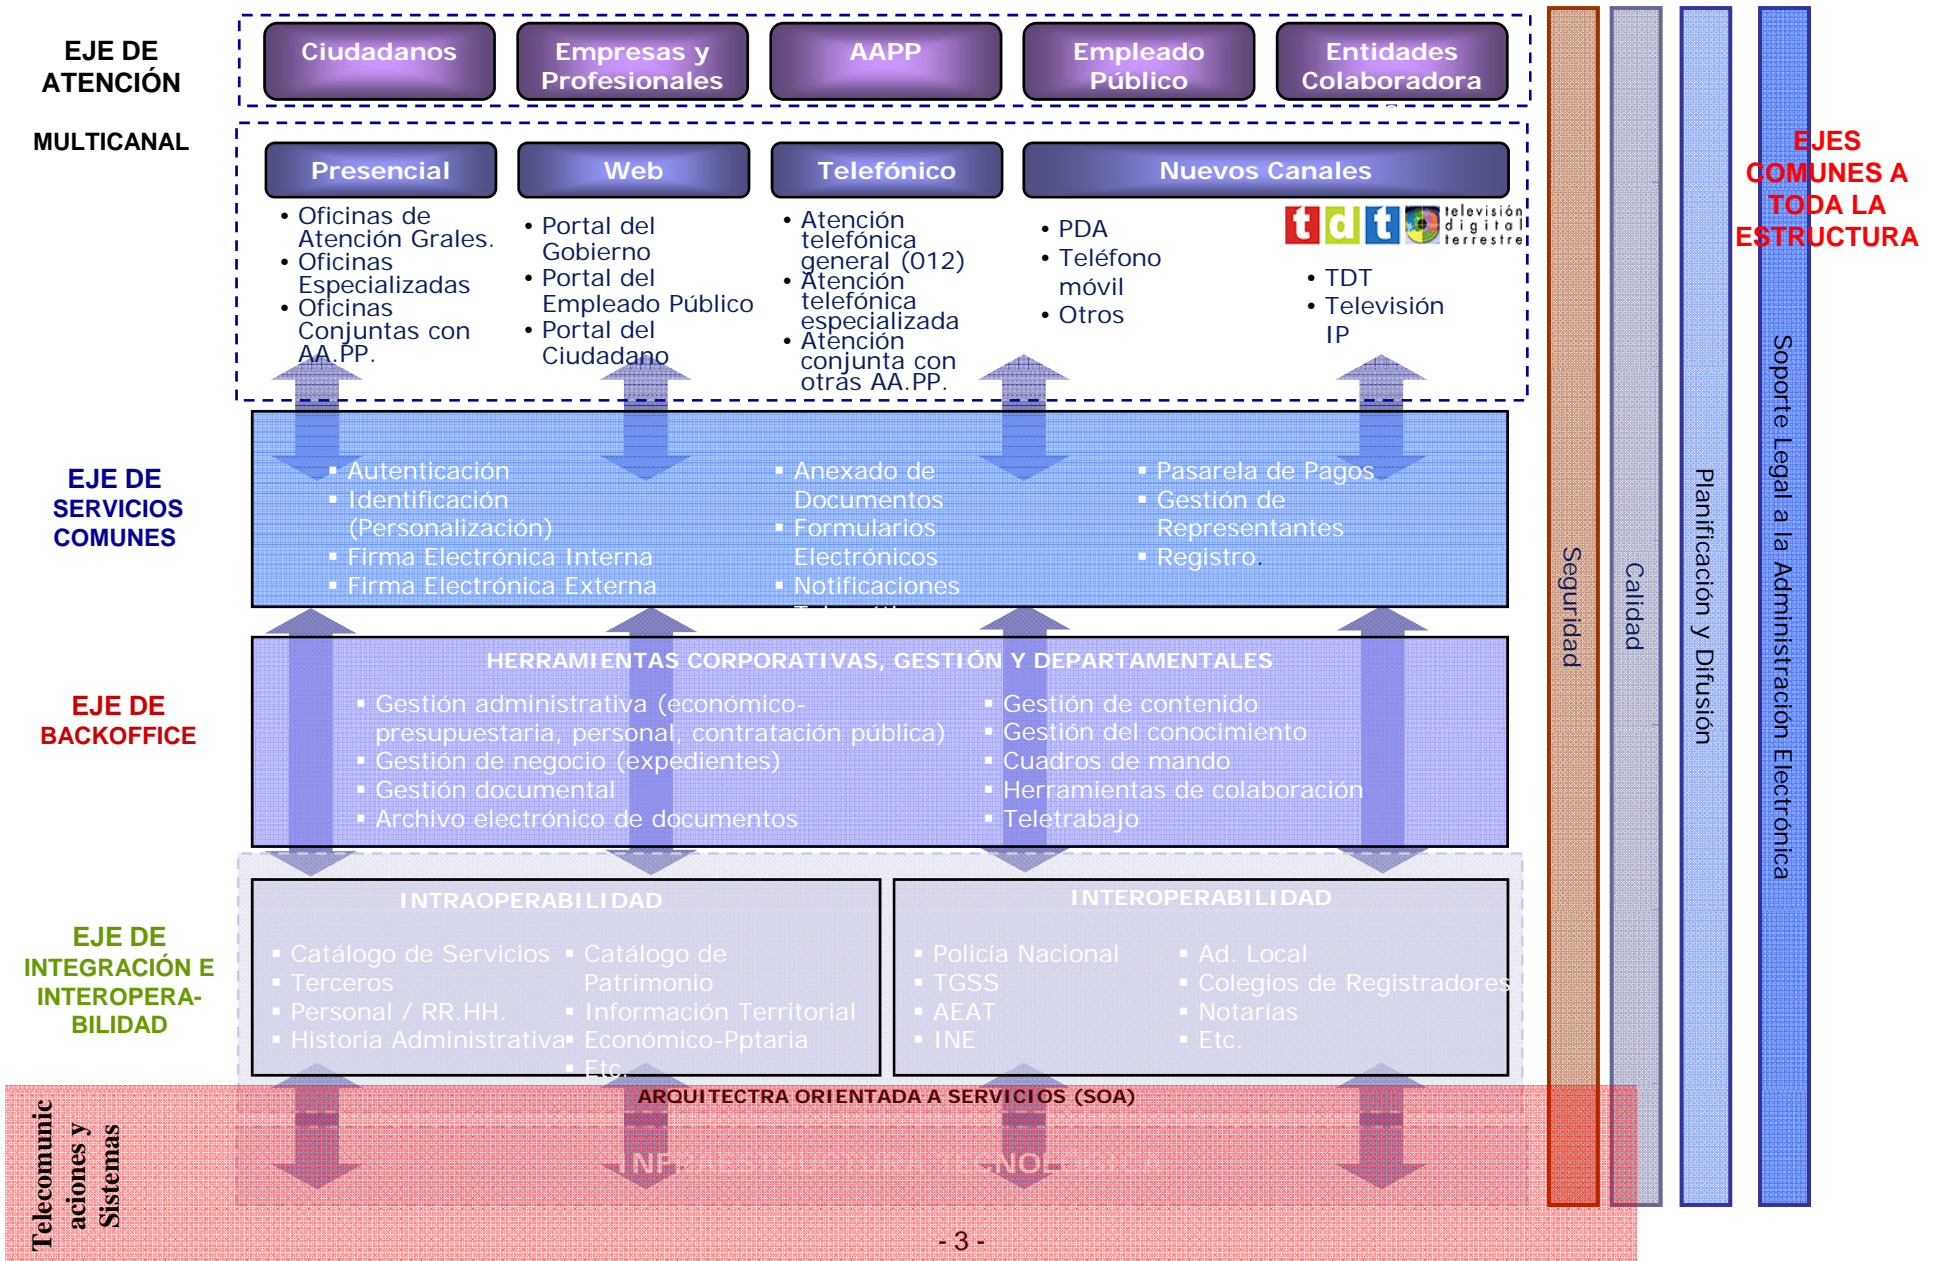 EJE DE
ATENCIÓN
MULTICANAL
Ciudadanos
Empresas y
Profesionales
AAPP
Empleado
Público
Entidades
Colaboradora
Presencial
Web
Telefónico
Nuevos Canales
• Oficinas de
Atención Grales.
• Oficinas
Especializadas
• Oficinas
Conjuntas con
AA.PP.
• Portal del
Gobierno
• Portal del
Empleado Público
• Portal del
Ciudadano
• Atención
telefónica
general (012)
• Atención
telefónica
especializada
• Atención
conjunta con
otras AA.PP.
• PDA
• Teléfono
móvil
• Otros
tdt televisión
digital
terrestre
• TDT
• Televisión
IP
EJE DE
SERVICIOS
COMUNES
▪ Autenticación
▪ Identificación
(Personalización)
▪ Firma Electrónica Interna
▪ Firma Electrónica Externa
▪ Anexado de
Documentos
▪ Formularios
Electrónicos
▪ Notificaciones
▪ Pasarela de Pagos
▪ Gestión de
Representantes
▪ Registro.
EJE DE
BACKOFFICE
HERRAMIENTAS CORPORATIVAS, GESTIÓN Y DEPARTAMENTALES
▪ Gestión administrativa (económico-
presupuestaria, personal, contratación pública)
▪ Gestión de negocio (expedientes)
▪ Gestión documental
▪ Archivo electrónico de documentos
▪ Gestión de contenido
▪ Gestión del conocimiento
▪ Cuadros de mando
▪ Herramientas de colaboración
▪ Teletrabajo
EJE DE
INTEGRACIÓN E
INTEROPERA-
BILIDAD
INTRAOPERABILIDAD
▪ Catálogo de Servicios
▪ Terceros
▪ Personal / RR.HH.
▪ Historia Administrativa
▪ Catálogo de
Patrimonio
▪ Información Territorial
▪ Económico-Pptaria
▪ Etc.
INTEROPERABILIDAD
▪ Policía Nacional
▪ TGSS
▪ AEAT
▪ INE
▪ Ad. Local
▪ Colegios de Registradores
▪ Notarías
▪ Etc.
ARQUITECTRA ORIENTADA A SERVICIOS (SOA)
INFRAESTRUCTURA TECNOLÓGICA
Telecomunic
aciones y
Sistemas
Seguridad
Calidad
Planificación y Difusión
Soporte Legal a la Administración Electrónica
EJES
COMUNES A
TODA LA
ESTRUCTURA
- 3 -